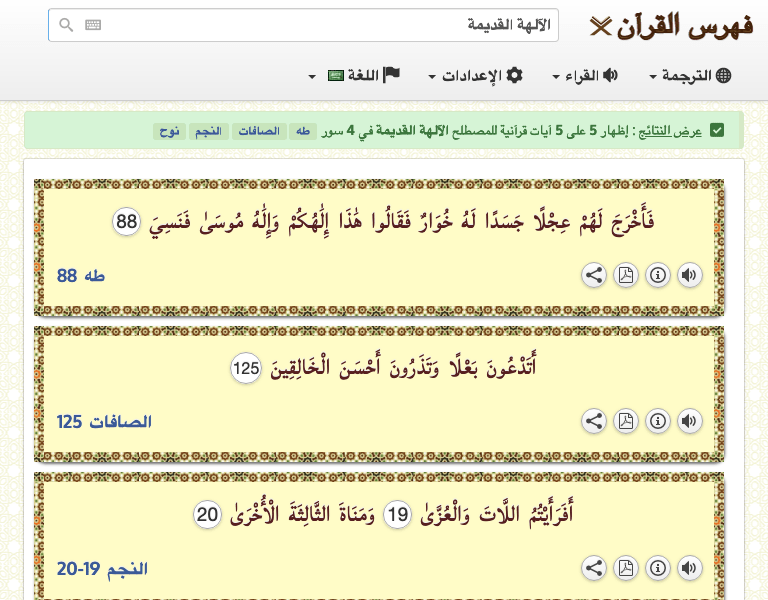 فهرس القرآن
الآلهة القديمة
الترجمة القراء الإعدادات اللغة
عرض النتائج : إظهار 5 على 5 آيات قرآنية للمصطلح الآلهة القديمة في 4 سور طه الصافات النجم نوح
فَأَخْرَجَ لَهُمْ عِجْلًا جَسَدًا لَهُ خُوَارٌ فَقَالُوا هَٰذَا إِلَٰهُكُمْ وَإِلَٰهُ مُوسَىٰ فَنَسِيَ 88
طه 88
أَتَدْعُونَ بَعْلًا وَتَذَرُونَ أَحْسَنَ الْخَالِقِينَ 125
الصافات 125
أَفَرَأَيْتُمُ اللَّاتَ وَالْعُزَّىٰ 19 وَمَنَاةَ الثَّالِثَةَ الْأُخْرَىٰ 20
النجم 19-20